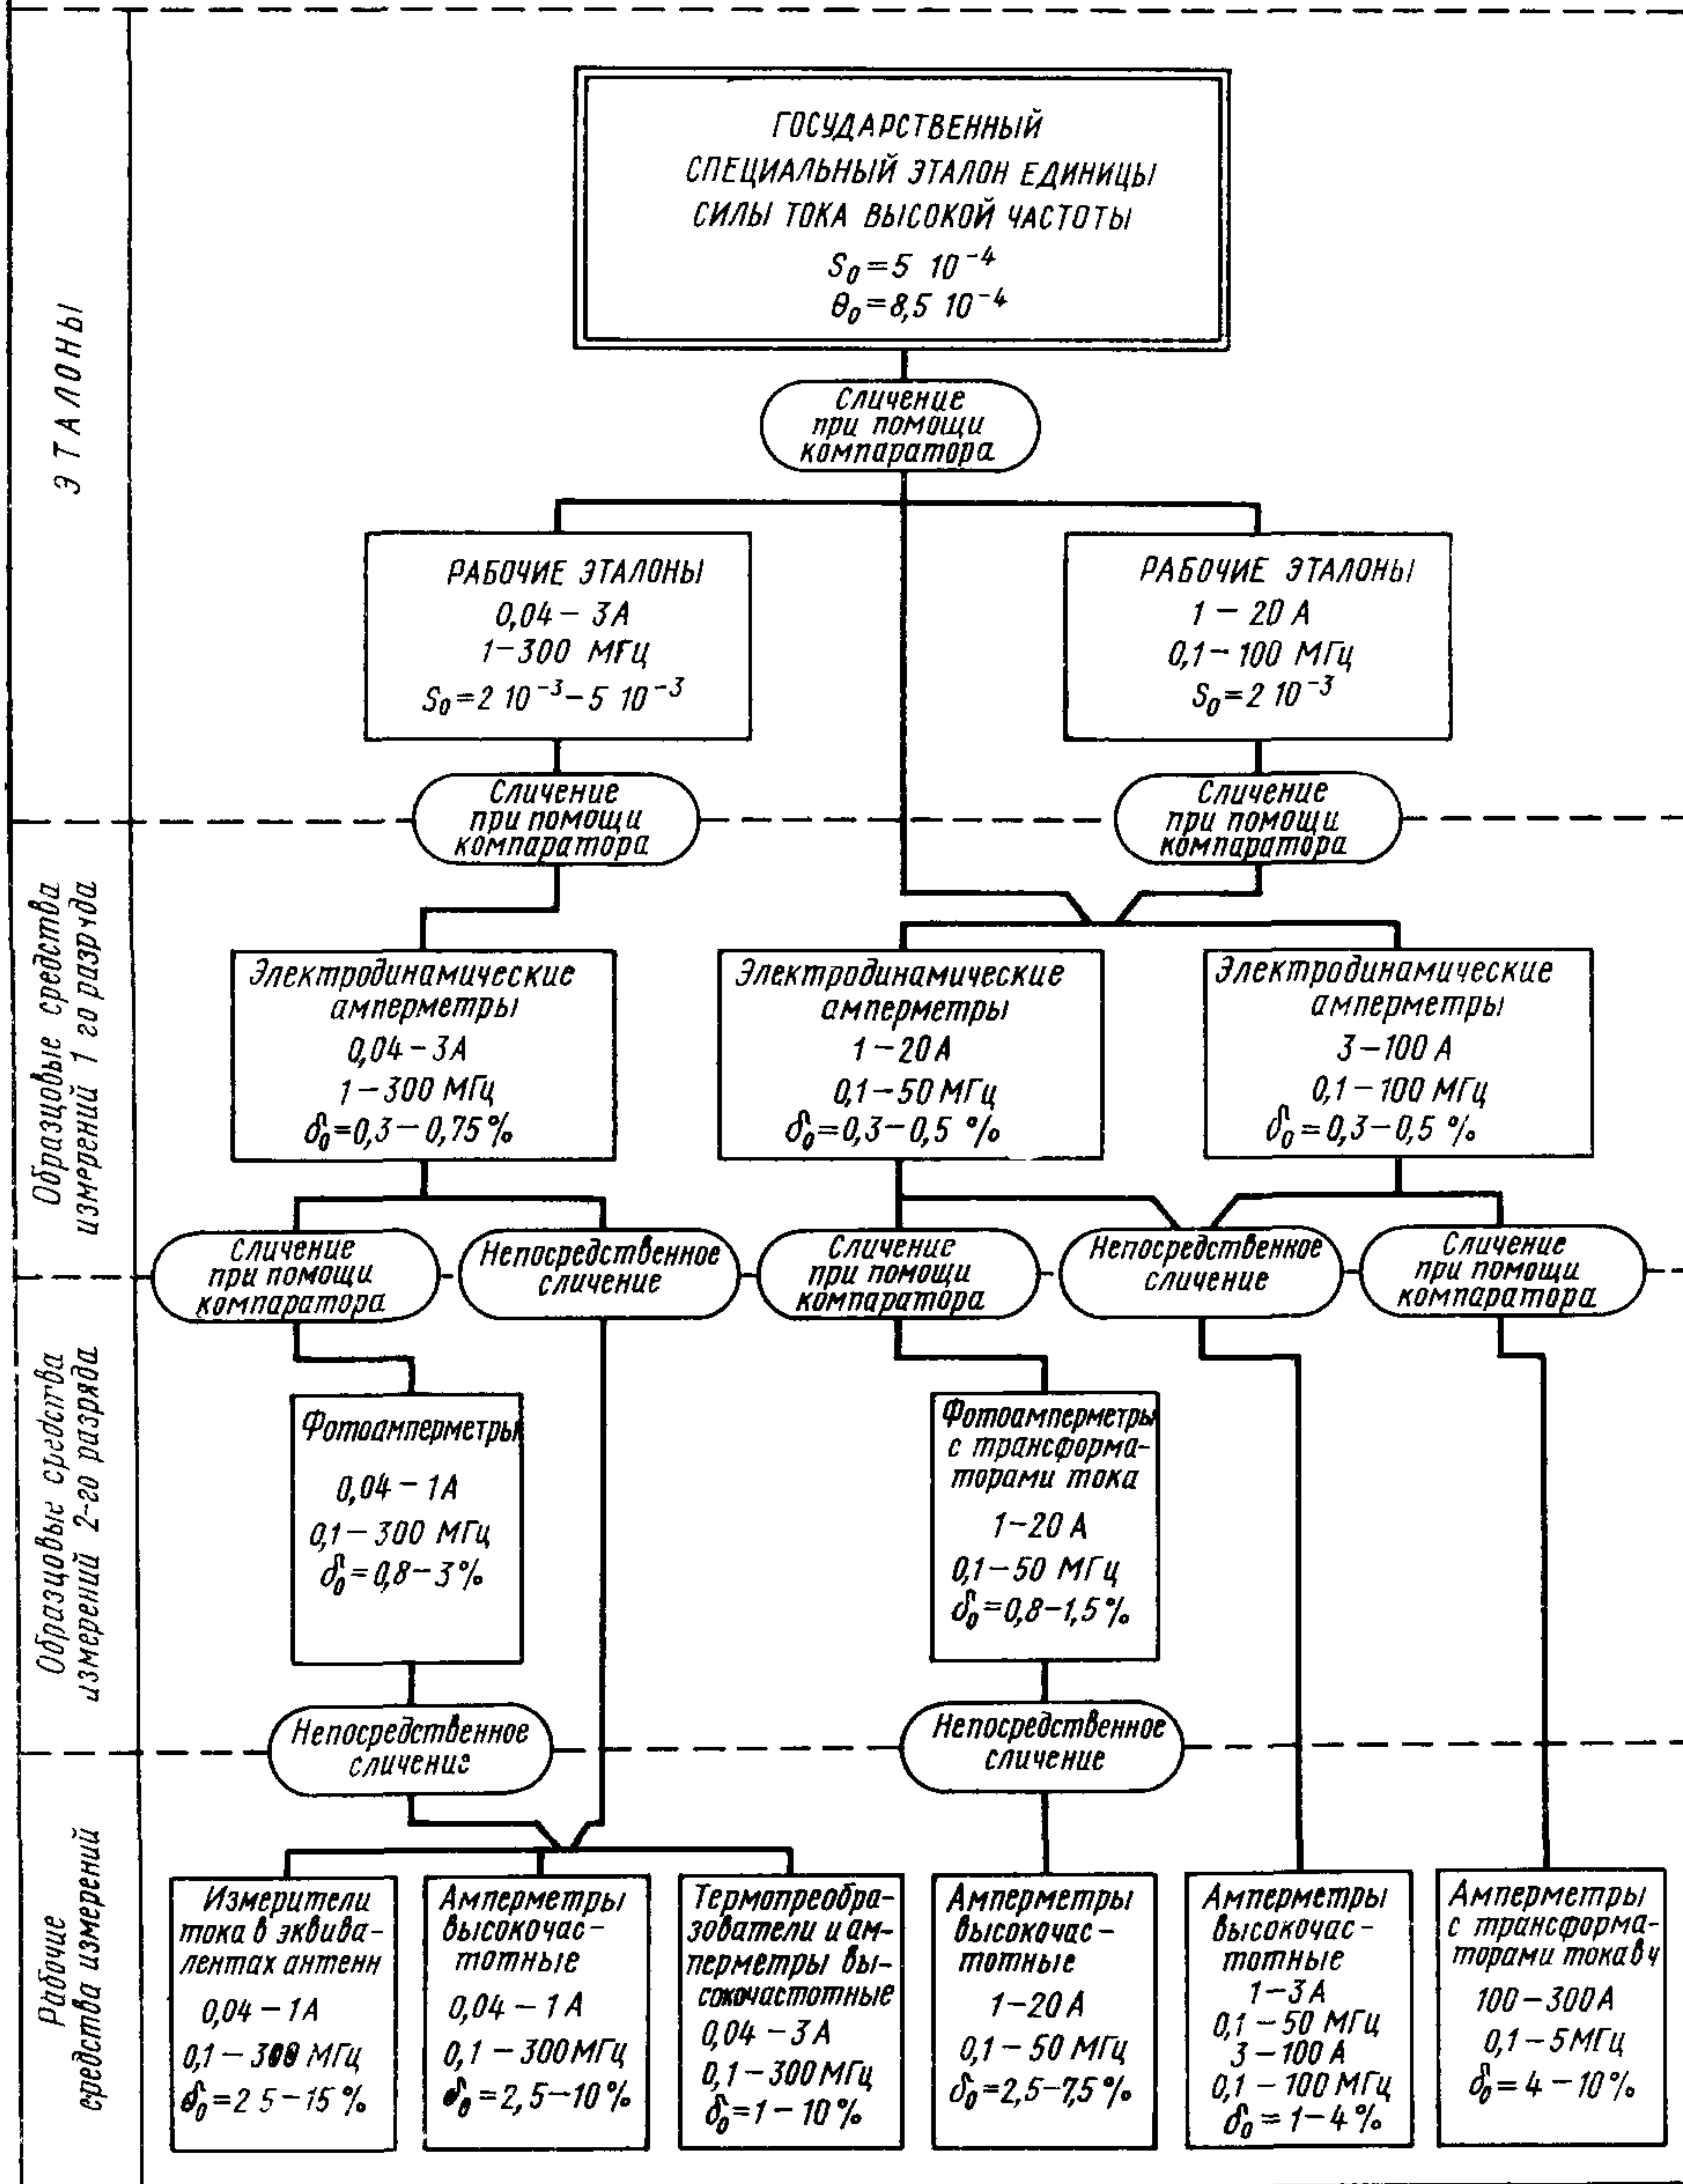 ЭТАЛОНЫ
ГОСУДАРСТВЕННЫЙ
СПЕЦИАЛЬНЫЙ ЭТАЛОН ЕДИНИЦЫ
СИЛЫ ТОКА ВЫСОКОЙ ЧАСТОТЫ
S₀=5 10⁻⁴
θ₀=8,5 10⁻⁴
Сличение
при помощи
компаратора
РАБОЧИЕ ЭТАЛОНЫ
0,04 – 3А
1–300 МГц
S₀=2 10⁻³–5 10⁻³
РАБОЧИЕ ЭТАЛОНЫ
1 – 20 А
0,1–100 МГц
S₀=2 10⁻³
Сличение
при помощи
компаратора
Сличение
при помощи
компаратора
Образцовые средства
измерений 1 го разряда
Электродинамические
амперметры
0,04–3А
1–300 МГц
δ₀=0,3–0,75%
Электродинамические
амперметры
1–20А
0,1–50 МГц
δ₀=0,3–0,5 %
Электродинамические
амперметры
3–100 А
0,1–100 МГц
δ₀=0,3–0,5 %
Сличение
при помощи
компаратора
Непосредственное
сличение
Сличение
при помощи
компаратора
Непосредственное
сличение
Сличение
при помощи
компаратора
Образцовые средства
измерений 2-го разряда
Фотоамперметры
0,04 – 1А
0,1–300 МГц
δ₀=0,8–3%
Фотоамперметры
с трансформа-
торами тока
1–20 А
0,1–50 МГц
δ₀=0,8–1,5%
Непосредственное
сличение
Непосредственное
сличение
Рабочие
средства измерений
Измерители
тока в эквива-
лентах антенн
0,04 – 1А
0,1–300 МГц
δ₀=2 5–15%
Амперметры
высокочас-
тотные
0,04 – 1А
0,1–300МГц
δ₀=2,5–10%
Термопреобра-
зователи и ам-
перметры вы-
сокочастотные
0,04 – 3А
0,1–300МГц
δ₀=1–10%
Амперметры
высокочас-
тотные
1–20А
0,1–50 МГц
δ₀=2,5–7,5%
Амперметры
высокочас-
тотные
1–3А
0,1–50 МГц
3–100 А
0,1–100 МГц
δ₀=1–4%
Амперметры
с трансформа-
торами тока вч
100–300А
0,1–5МГц
δ₀=4–10%